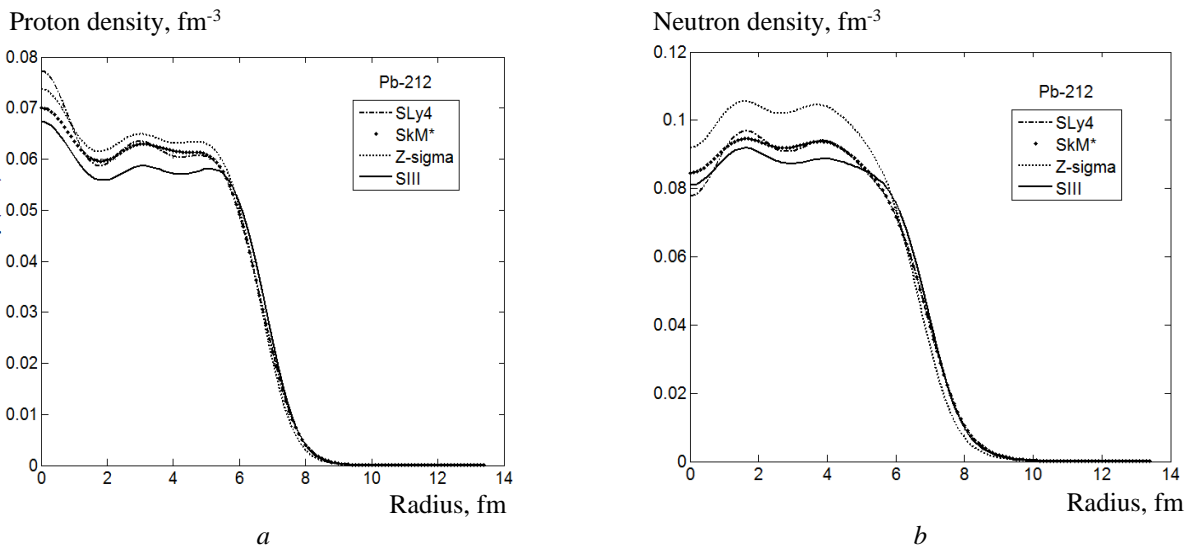 Proton density, fm-3
0.08
0.07
0.06
0.05
0.04
0.03
0.02
0.01
0
0 2 4 6 8 10 12 14
Pb-212
SLy4
SkM*
Z-sigma
SIII
Radius, fm
a
Neutron density, fm-3
0.12
0.1
0.08
0.06
0.04
0.02
0
0 2 4 6 8 10 12 14
Pb-212
SLy4
SkM*
Z-sigma
SIII
Radius, fm
b